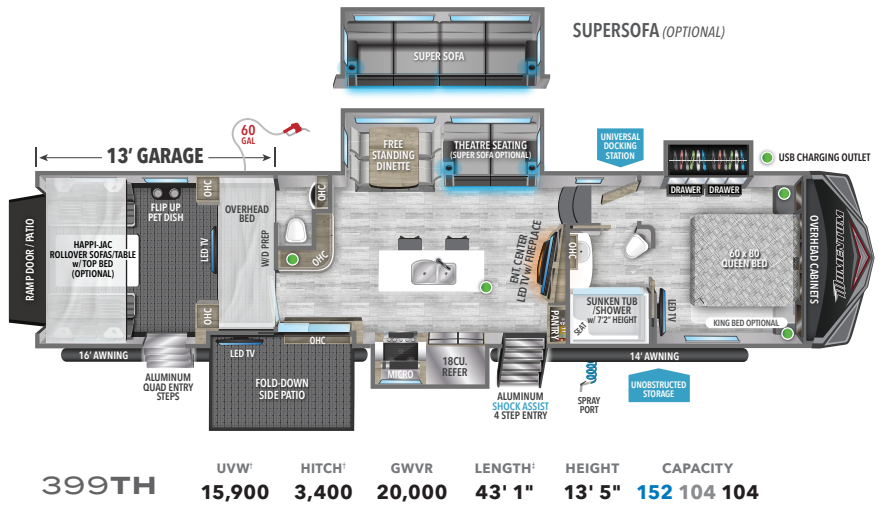 SUPERSOFA (OPTIONAL)
SUPER SOFA
60
GAL
13' GARAGE
FREE
STANDING
DINETTE
THEATRE SEATING
(SUPER SOFA OPTIONAL)
UNIVERSAL
DOCKING
STATION
USB CHARGING OUTLET
DRAWER
DRAWER
OHC
FLIP UP
PET DISH
OVERHEAD
BED
OHC
RAMP DOOR / PATIO
HAPPI-JAC
ROLLOVER SOFAS/TABLE
w/ TOP BED
(OPTIONAL)
LED TV
W/D PREP
OHC
ENT. CENTER
LED TV w/ FIREPLACE
OHC
60 x 80
QUEEN BED
OVERHEAD CABINETS
MOMENTUM
OHC
SUNKEN TUB
/SHOWER
w/ 7'2" HEIGHT
SEAT
LED TV
PANTRY
KING BED OPTIONAL
OHC
16' AWNING
LED TV
MICRO
18CU.
REFER
14' AWNING
ALUMINUM
QUAD ENTRY
STEPS
FOLD-DOWN
SIDE PATIO
ALUMINUM
SHOCK ASSIST
4 STEP ENTRY
SPRAY
PORT
UNOBSTRUCTED
STORAGE
399TH
UVW† HITCH† GWVR LENGTH‡ HEIGHT CAPACITY
15,900 3,400 20,000 43' 1" 13' 5" 152 104 104